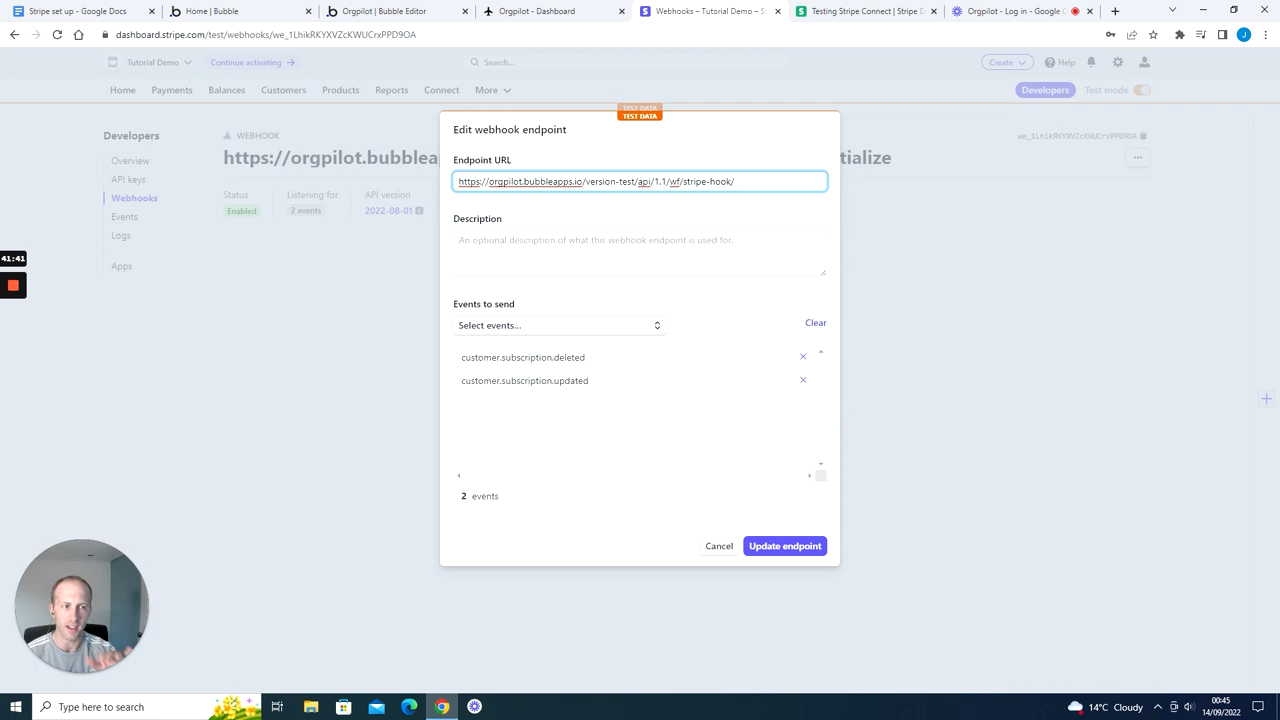 Stripe set up - Google Docs
Home | Bubble
Orgpilot | Bubble Editor
Orgpilot - Dashboard
Webhooks – Tutorial Demo – S
Testing Stripe Connect | Stripe D
Orgpilot - Log in - Google C
dashboard.stripe.com/test/webhooks/we_1LhikRKYXVZcKWUCrxPPD9OA
J
Tutorial Demo
Continue activating
Search...
Create
Help
Home
Payments
Balances
Customers
Products
Reports
Connect
More
Developers
Test mode
TEST DATA
TEST DATA
Developers
Overview
API keys
Webhooks
Events
Logs
Apps
WEBHOOK
we_1LhikRKYXVZcKWUCrxPPD9OA
https://orgpilot.bubblea
tialize
Status
Enabled
Listening for
2 events
API version
2022-08-01
Edit webhook endpoint
Endpoint URL
https://orgpilot.bubbleapps.io/version-test/api/1.1/wf/stripe-hook/
Description
An optional description of what this webhook endpoint is used for.
Events to send
Select events...
Clear
customer.subscription.deleted
customer.subscription.updated
2 events
Cancel
Update endpoint
41:41
Type here to search
14°C Cloudy
00:45
14/09/2022